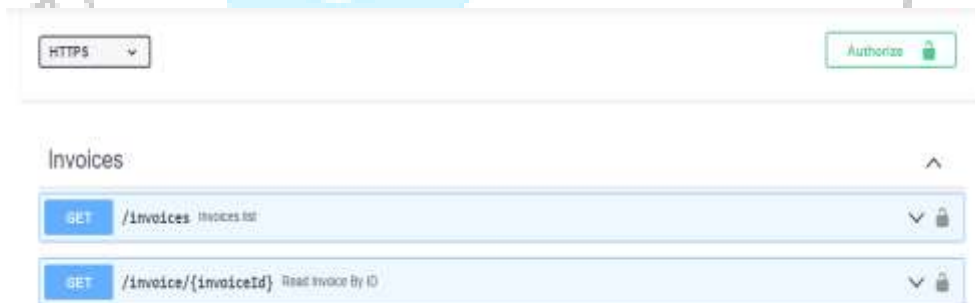 HTTPS
Authorize
Invoices
GET /invoices Invoices list
GET /invoice/{invoiceId} Read Invoice By ID